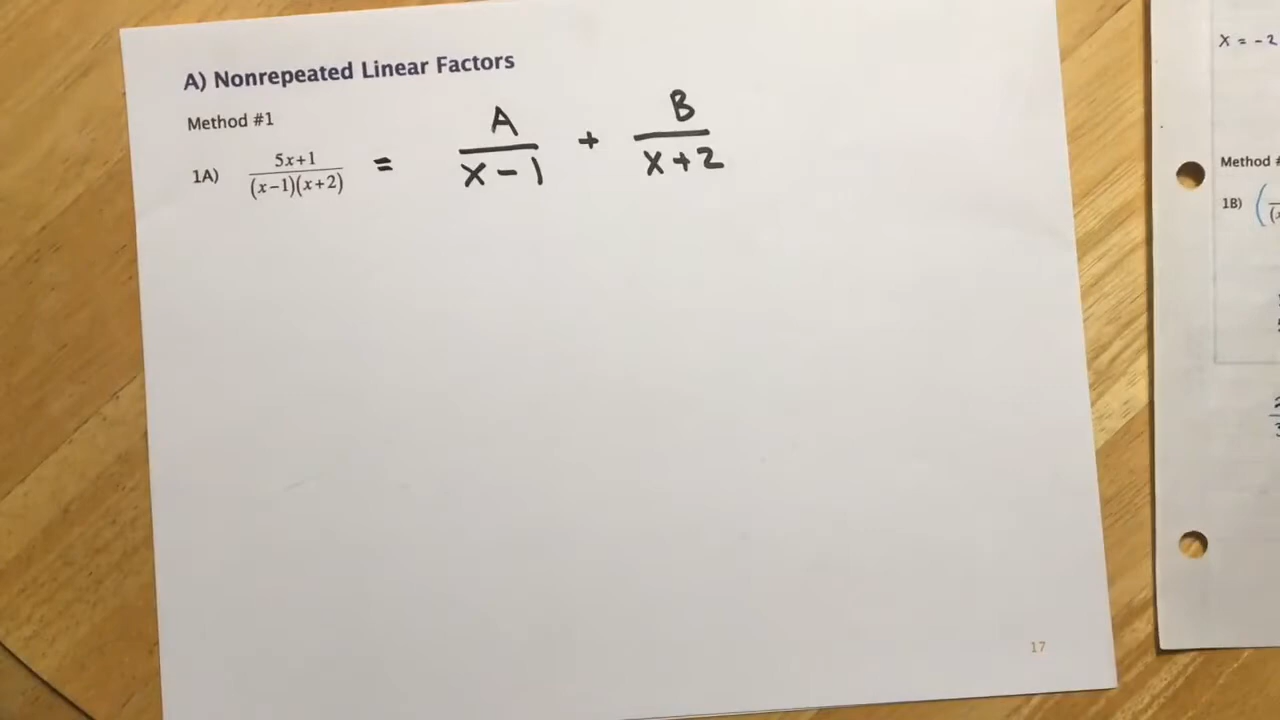 A) Nonrepeated Linear Factors
Method #1
1A) 5x+1 / (x−1)(x+2) = A / x−1 + B / x+2
17
x = −2
Method #
1B)